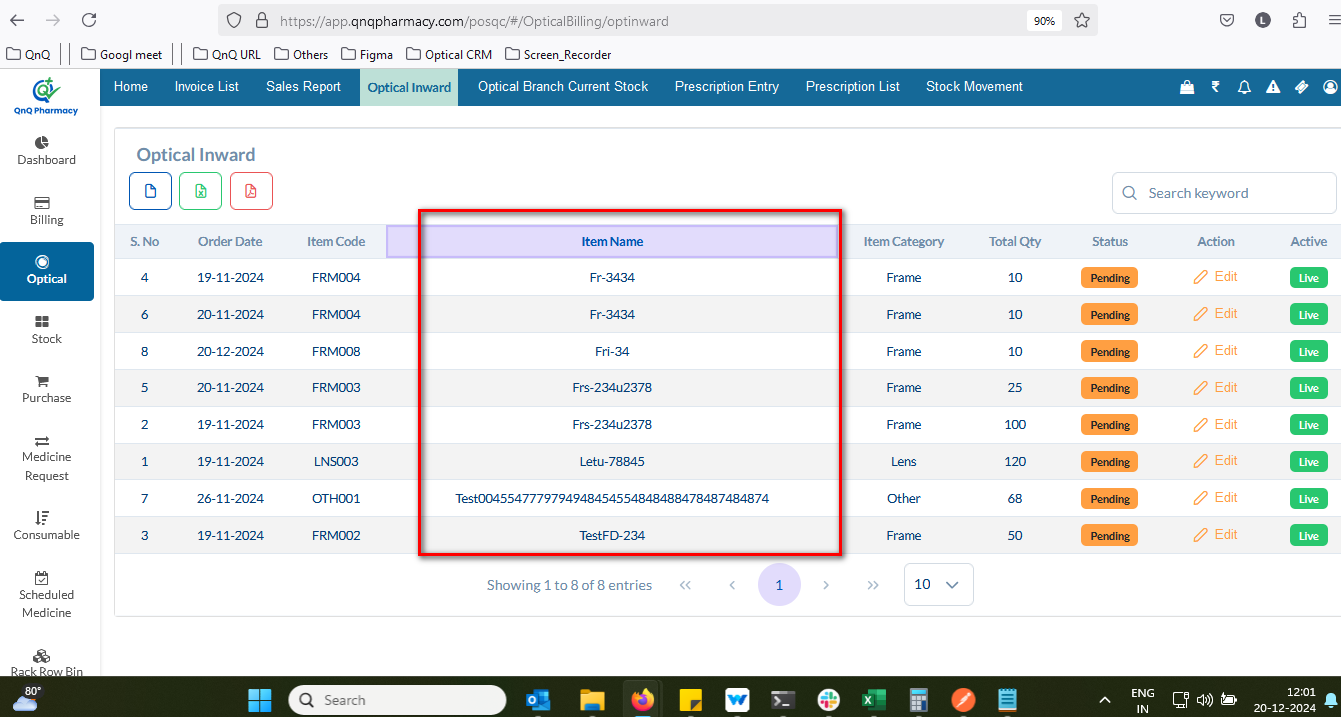 https://app.qnqpharmacy.com/posqc/#/OpticalBilling/optinward 90% L
QnQ Googl meet QnQ URL Others Figma Optical CRM Screen_Recorder
QnQ Pharmacy
Home Invoice List Sales Report Optical Inward Optical Branch Current Stock Prescription Entry Prescription List Stock Movement
Dashboard
Billing
Optical
Stock
Purchase
Medicine
Request
Consumable
Scheduled
Medicine
Rack Row Bin
Optical Inward
Search keyword
S. No Order Date Item Code Item Name Item Category Total Qty Status Action Active
4 19-11-2024 FRM004 Fr-3434 Frame 10 Pending Edit Live
6 20-11-2024 FRM004 Fr-3434 Frame 10 Pending Edit Live
8 20-12-2024 FRM008 Fri-34 Frame 10 Pending Edit Live
5 20-11-2024 FRM003 Frs-234u2378 Frame 25 Pending Edit Live
2 19-11-2024 FRM003 Frs-234u2378 Frame 100 Pending Edit Live
1 19-11-2024 LNS003 Letu-78845 Lens 120 Pending Edit Live
7 26-11-2024 OTH001 Test004554777979494845455484848847848​7484874 Other 68 Pending Edit Live
3 19-11-2024 FRM002 TestFD-234 Frame 50 Pending Edit Live
Showing 1 to 8 of 8 entries « ‹ 1 › » 10
80°
Search
ENG
IN
12:01
20-12-2024